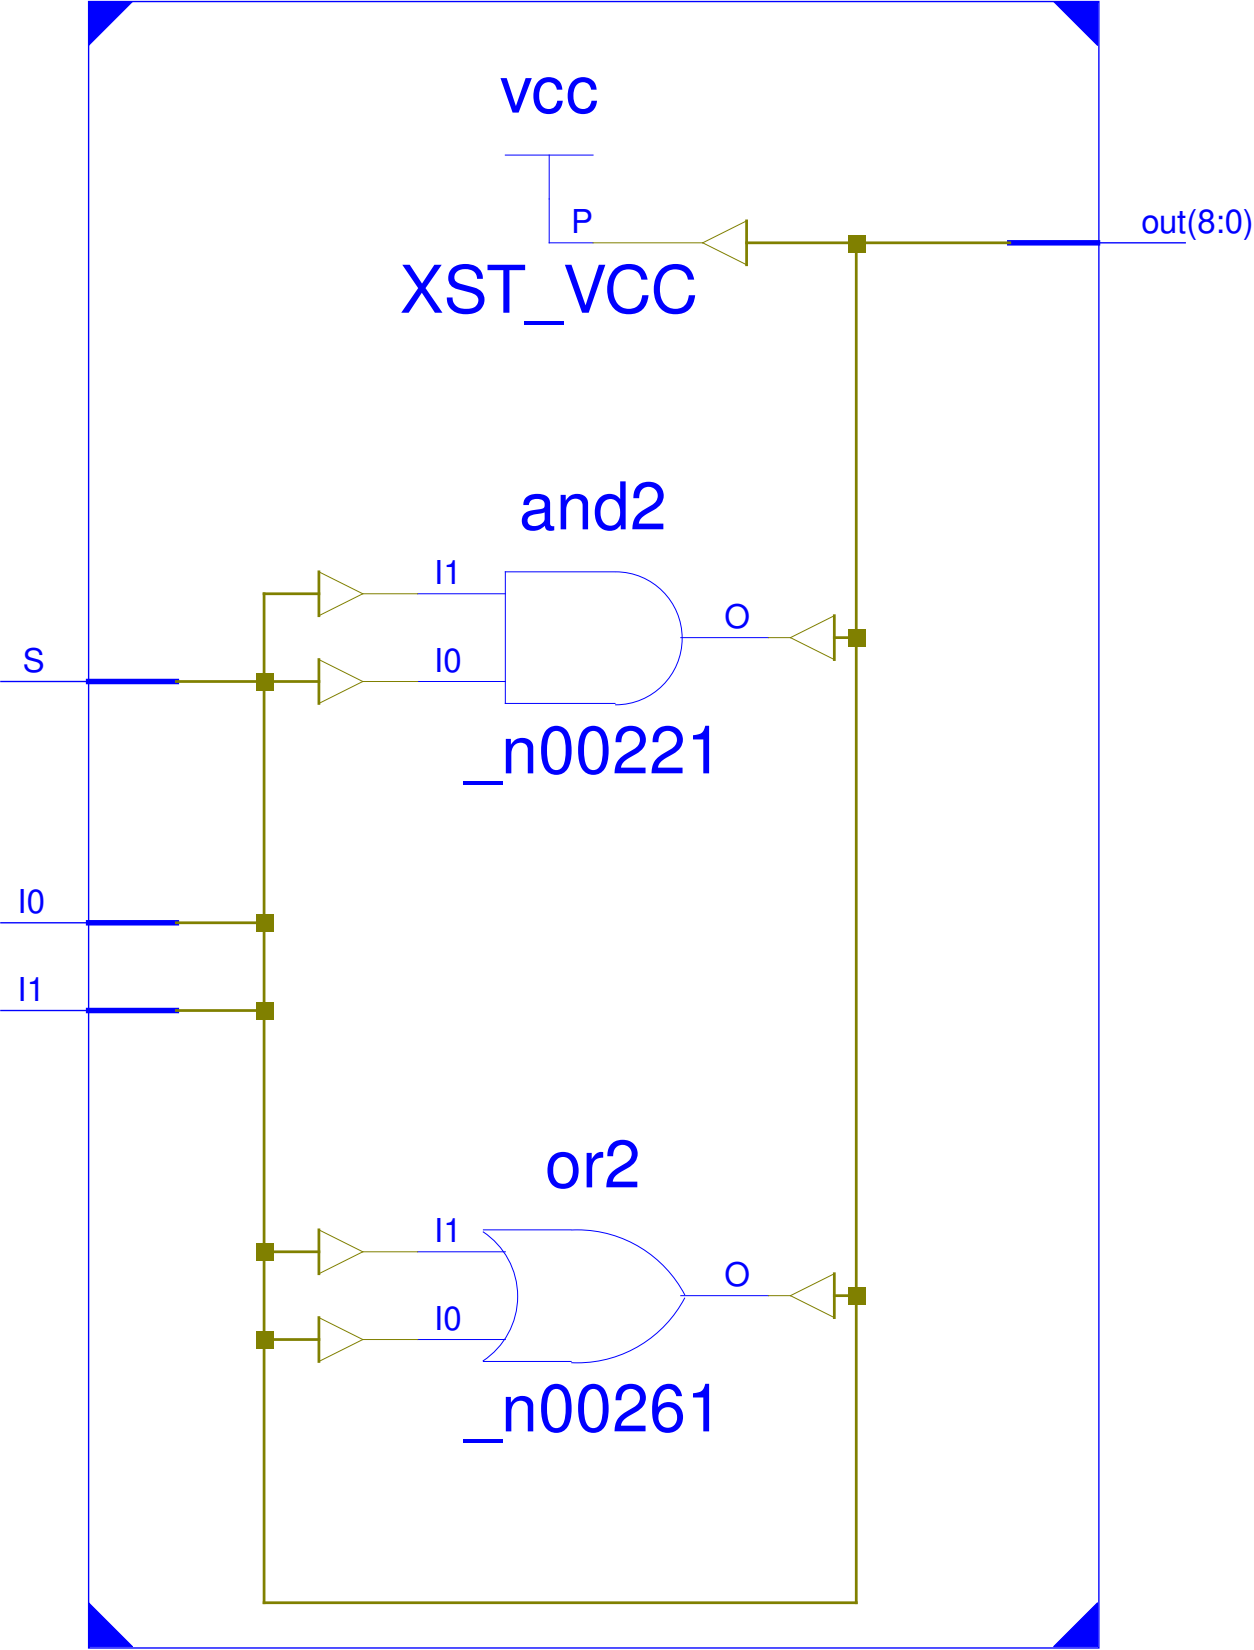 vcc
P
out(8:0)
XST_VCC
and2
I1
O
S
I0
_n00221
I0
I1
or2
I1
O
I0
_n00261